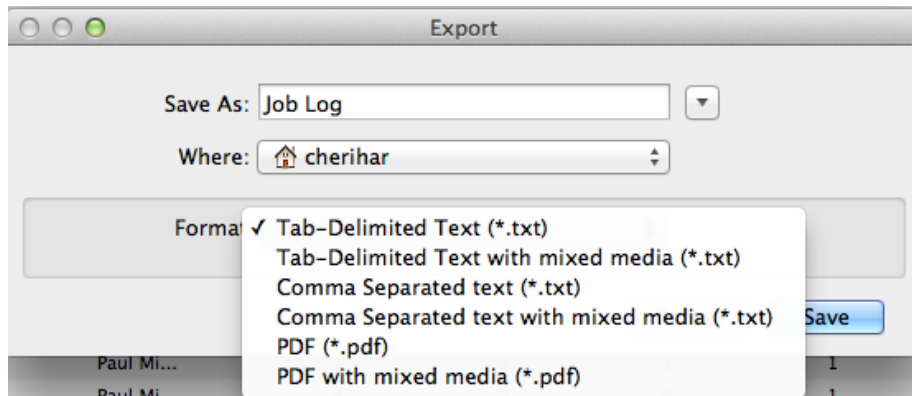 Export
Save As: Job Log
Where: cherihar
Format ✓ Tab-Delimited Text (*.txt)
Tab-Delimited Text with mixed media (*.txt)
Comma Separated text (*.txt)
Comma Separated text with mixed media (*.txt)
Save
PDF (*.pdf)
Paul Mi... 1
PDF with mixed media (*.pdf)
Paul Mi 1